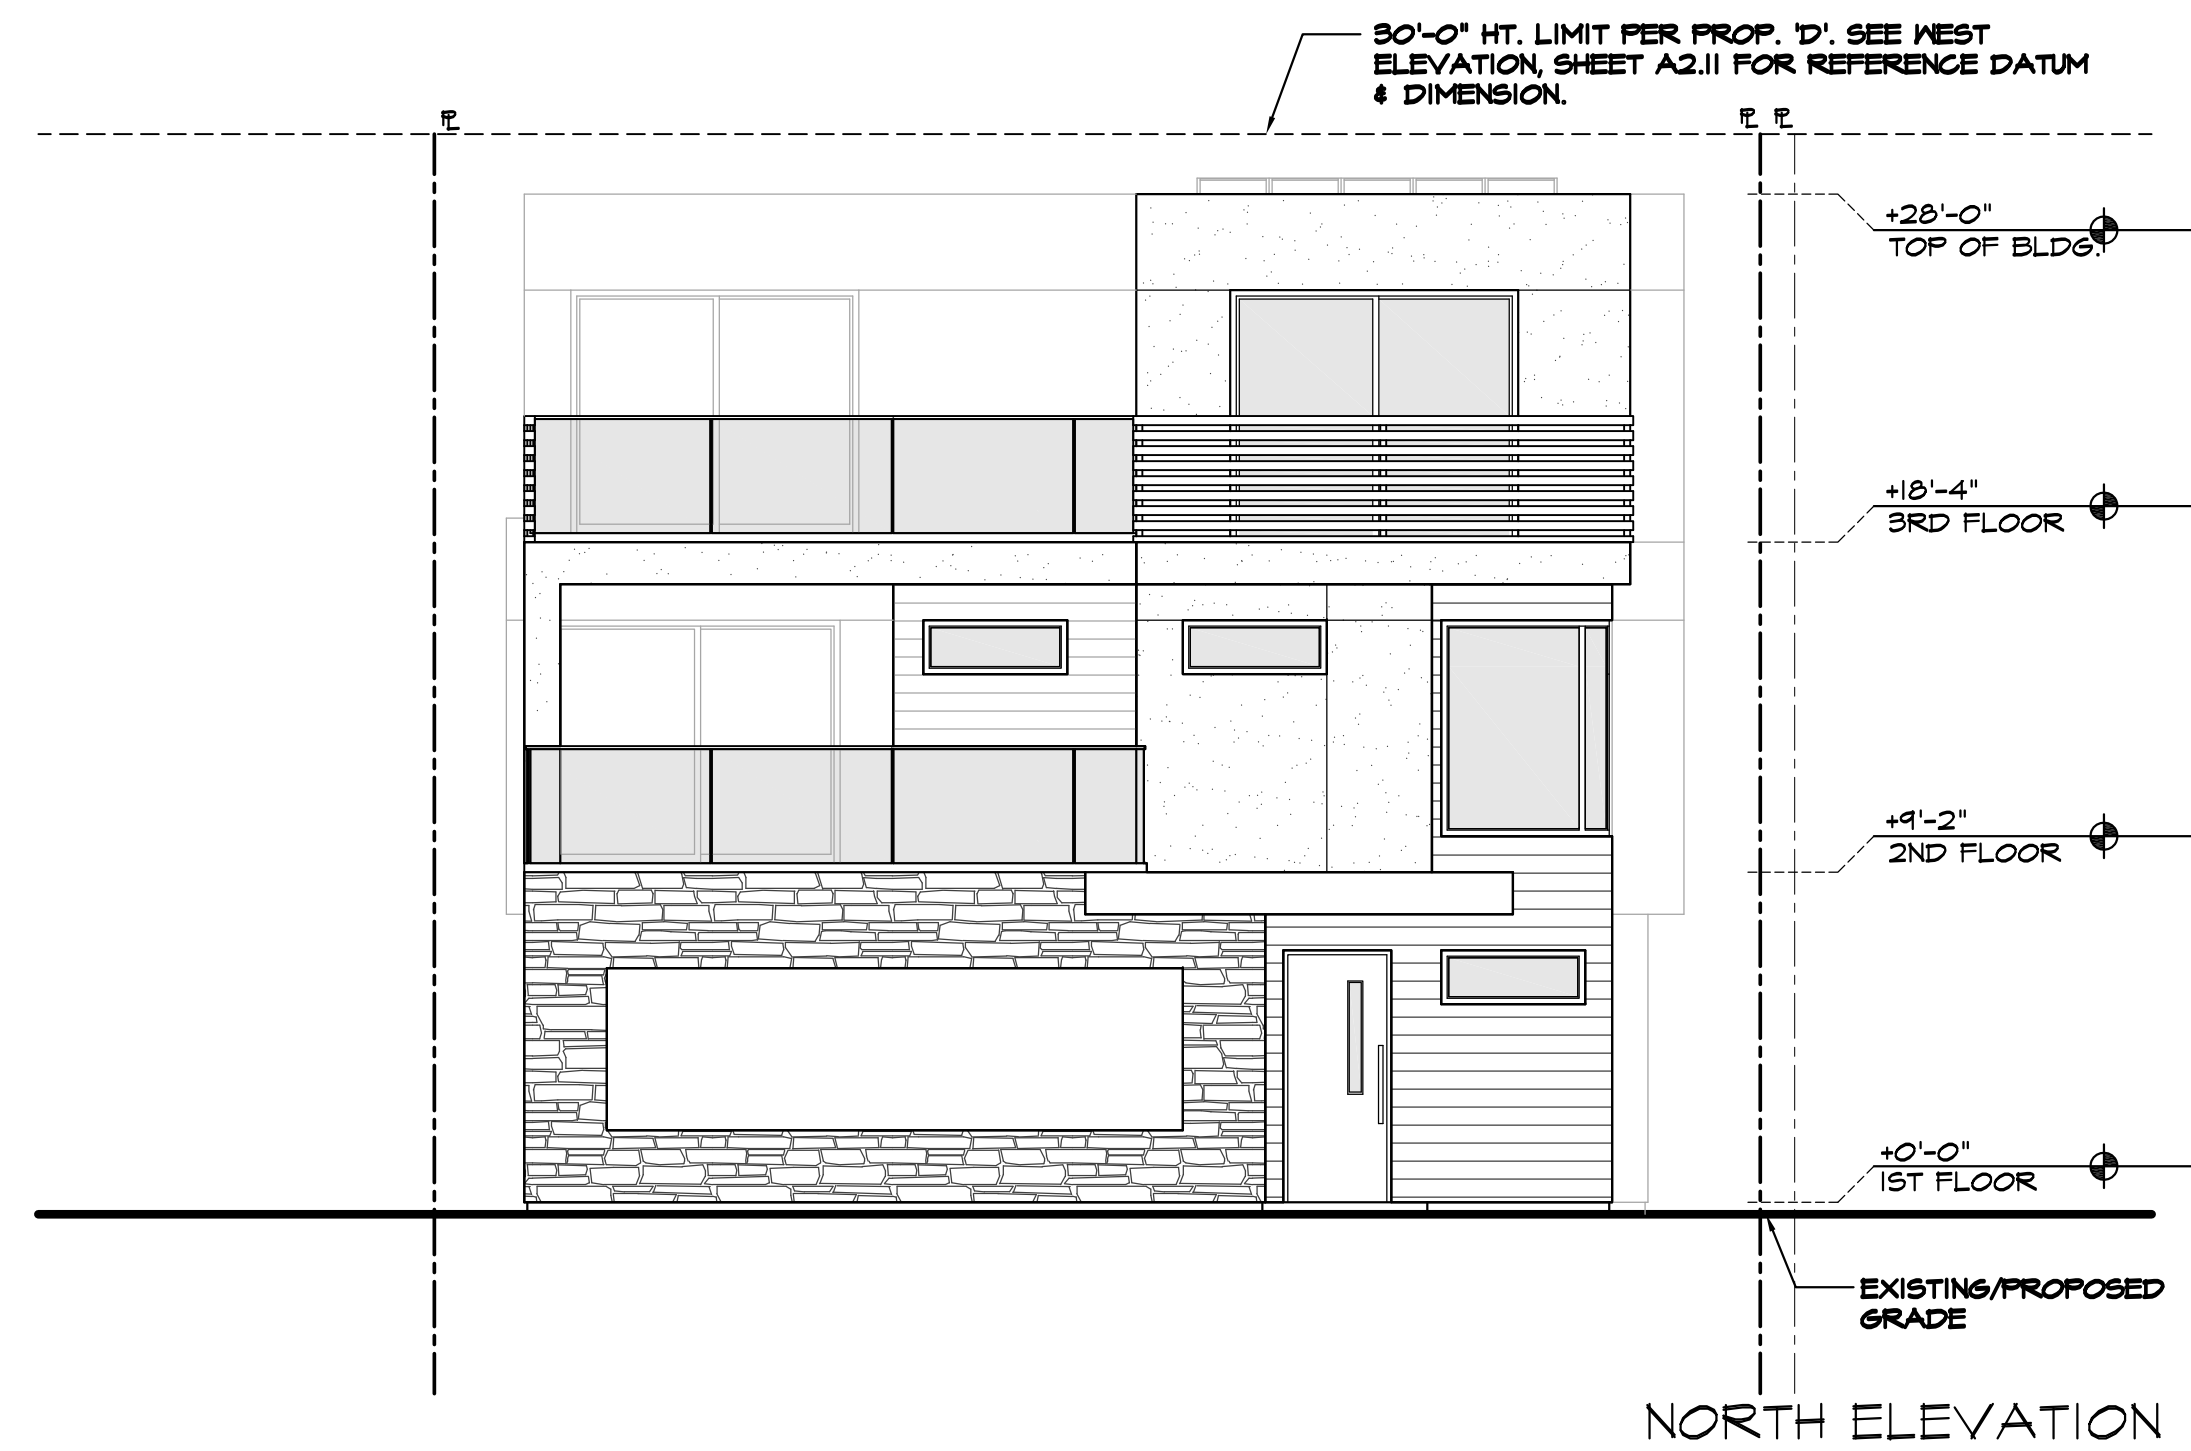 30'-0" HT. LIMIT PER PROP. 'D'. SEE WEST
ELEVATION, SHEET A2.11 FOR REFERENCE DATUM
& DIMENSION.
PL
PL PL
+28'-0"
TOP OF BLDG.
+18'-4"
3RD FLOOR
+9'-2"
2ND FLOOR
+0'-0"
1ST FLOOR
EXISTING/PROPOSED
GRADE
NORTH ELEVATION